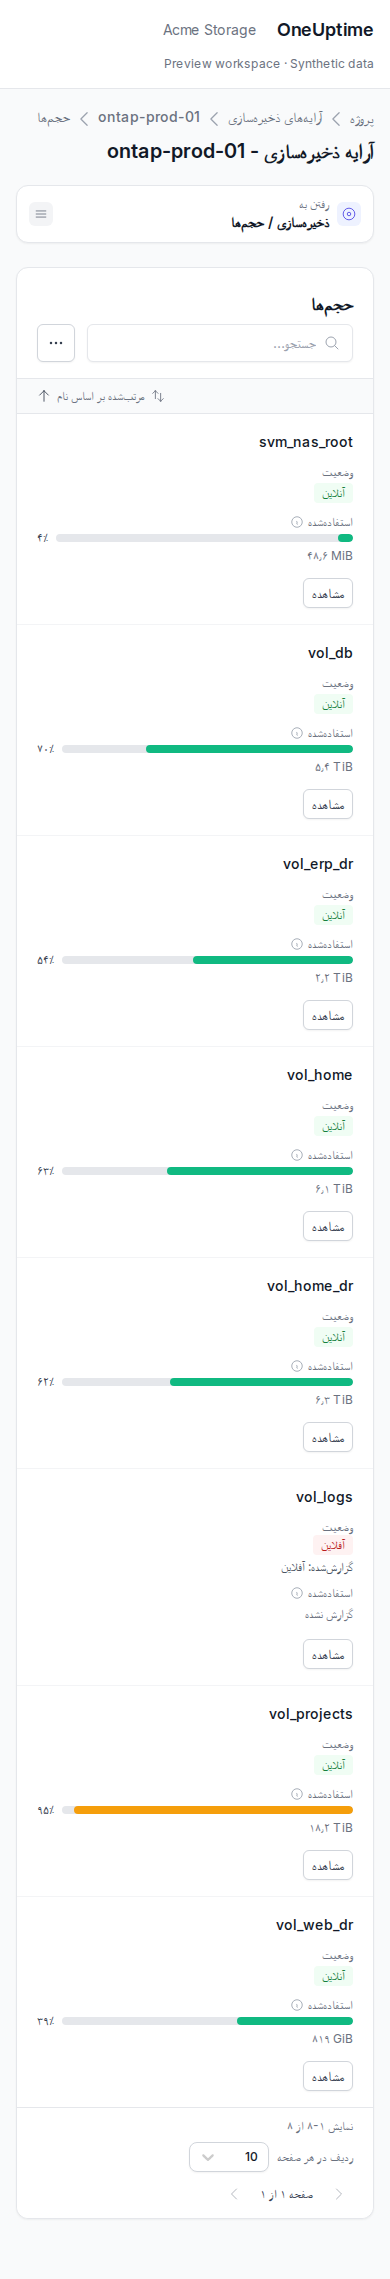 OneUptime Acme Storage
Preview workspace · Synthetic data
پروژه آرایه‌های ذخیره‌سازی ontap-prod-01 حجم‌ها
آرایه ذخیره‌سازی - ontap-prod-01
رفتن به
ذخیره‌سازی / حجم‌ها
حجم‌ها
جستجو...
مرتب‌شده بر اساس نام
svm_nas_root
وضعیت
آنلاین
استفاده‌شده
۴٪
۴۸٫۶ MiB
مشاهده
vol_db
وضعیت
آنلاین
استفاده‌شده
۷۰٪
۵٫۴ TiB
مشاهده
vol_erp_dr
وضعیت
آنلاین
استفاده‌شده
۵۴٪
۲٫۲ TiB
مشاهده
vol_home
وضعیت
آنلاین
استفاده‌شده
۶۳٪
۶٫۱ TiB
مشاهده
vol_home_dr
وضعیت
آنلاین
استفاده‌شده
۶۲٪
۶٫۳ TiB
مشاهده
vol_logs
وضعیت
آفلاین
گزارش‌شده: آفلاین
استفاده‌شده
گزارش نشده
مشاهده
vol_projects
وضعیت
آنلاین
استفاده‌شده
۹۵٪
۱۸٫۲ TiB
مشاهده
vol_web_dr
وضعیت
آنلاین
استفاده‌شده
۳۹٪
۸۱۹ GiB
مشاهده
نمایش ۱-۸ از ۸
ردیف در هر صفحه 10
صفحه ۱ از ۱